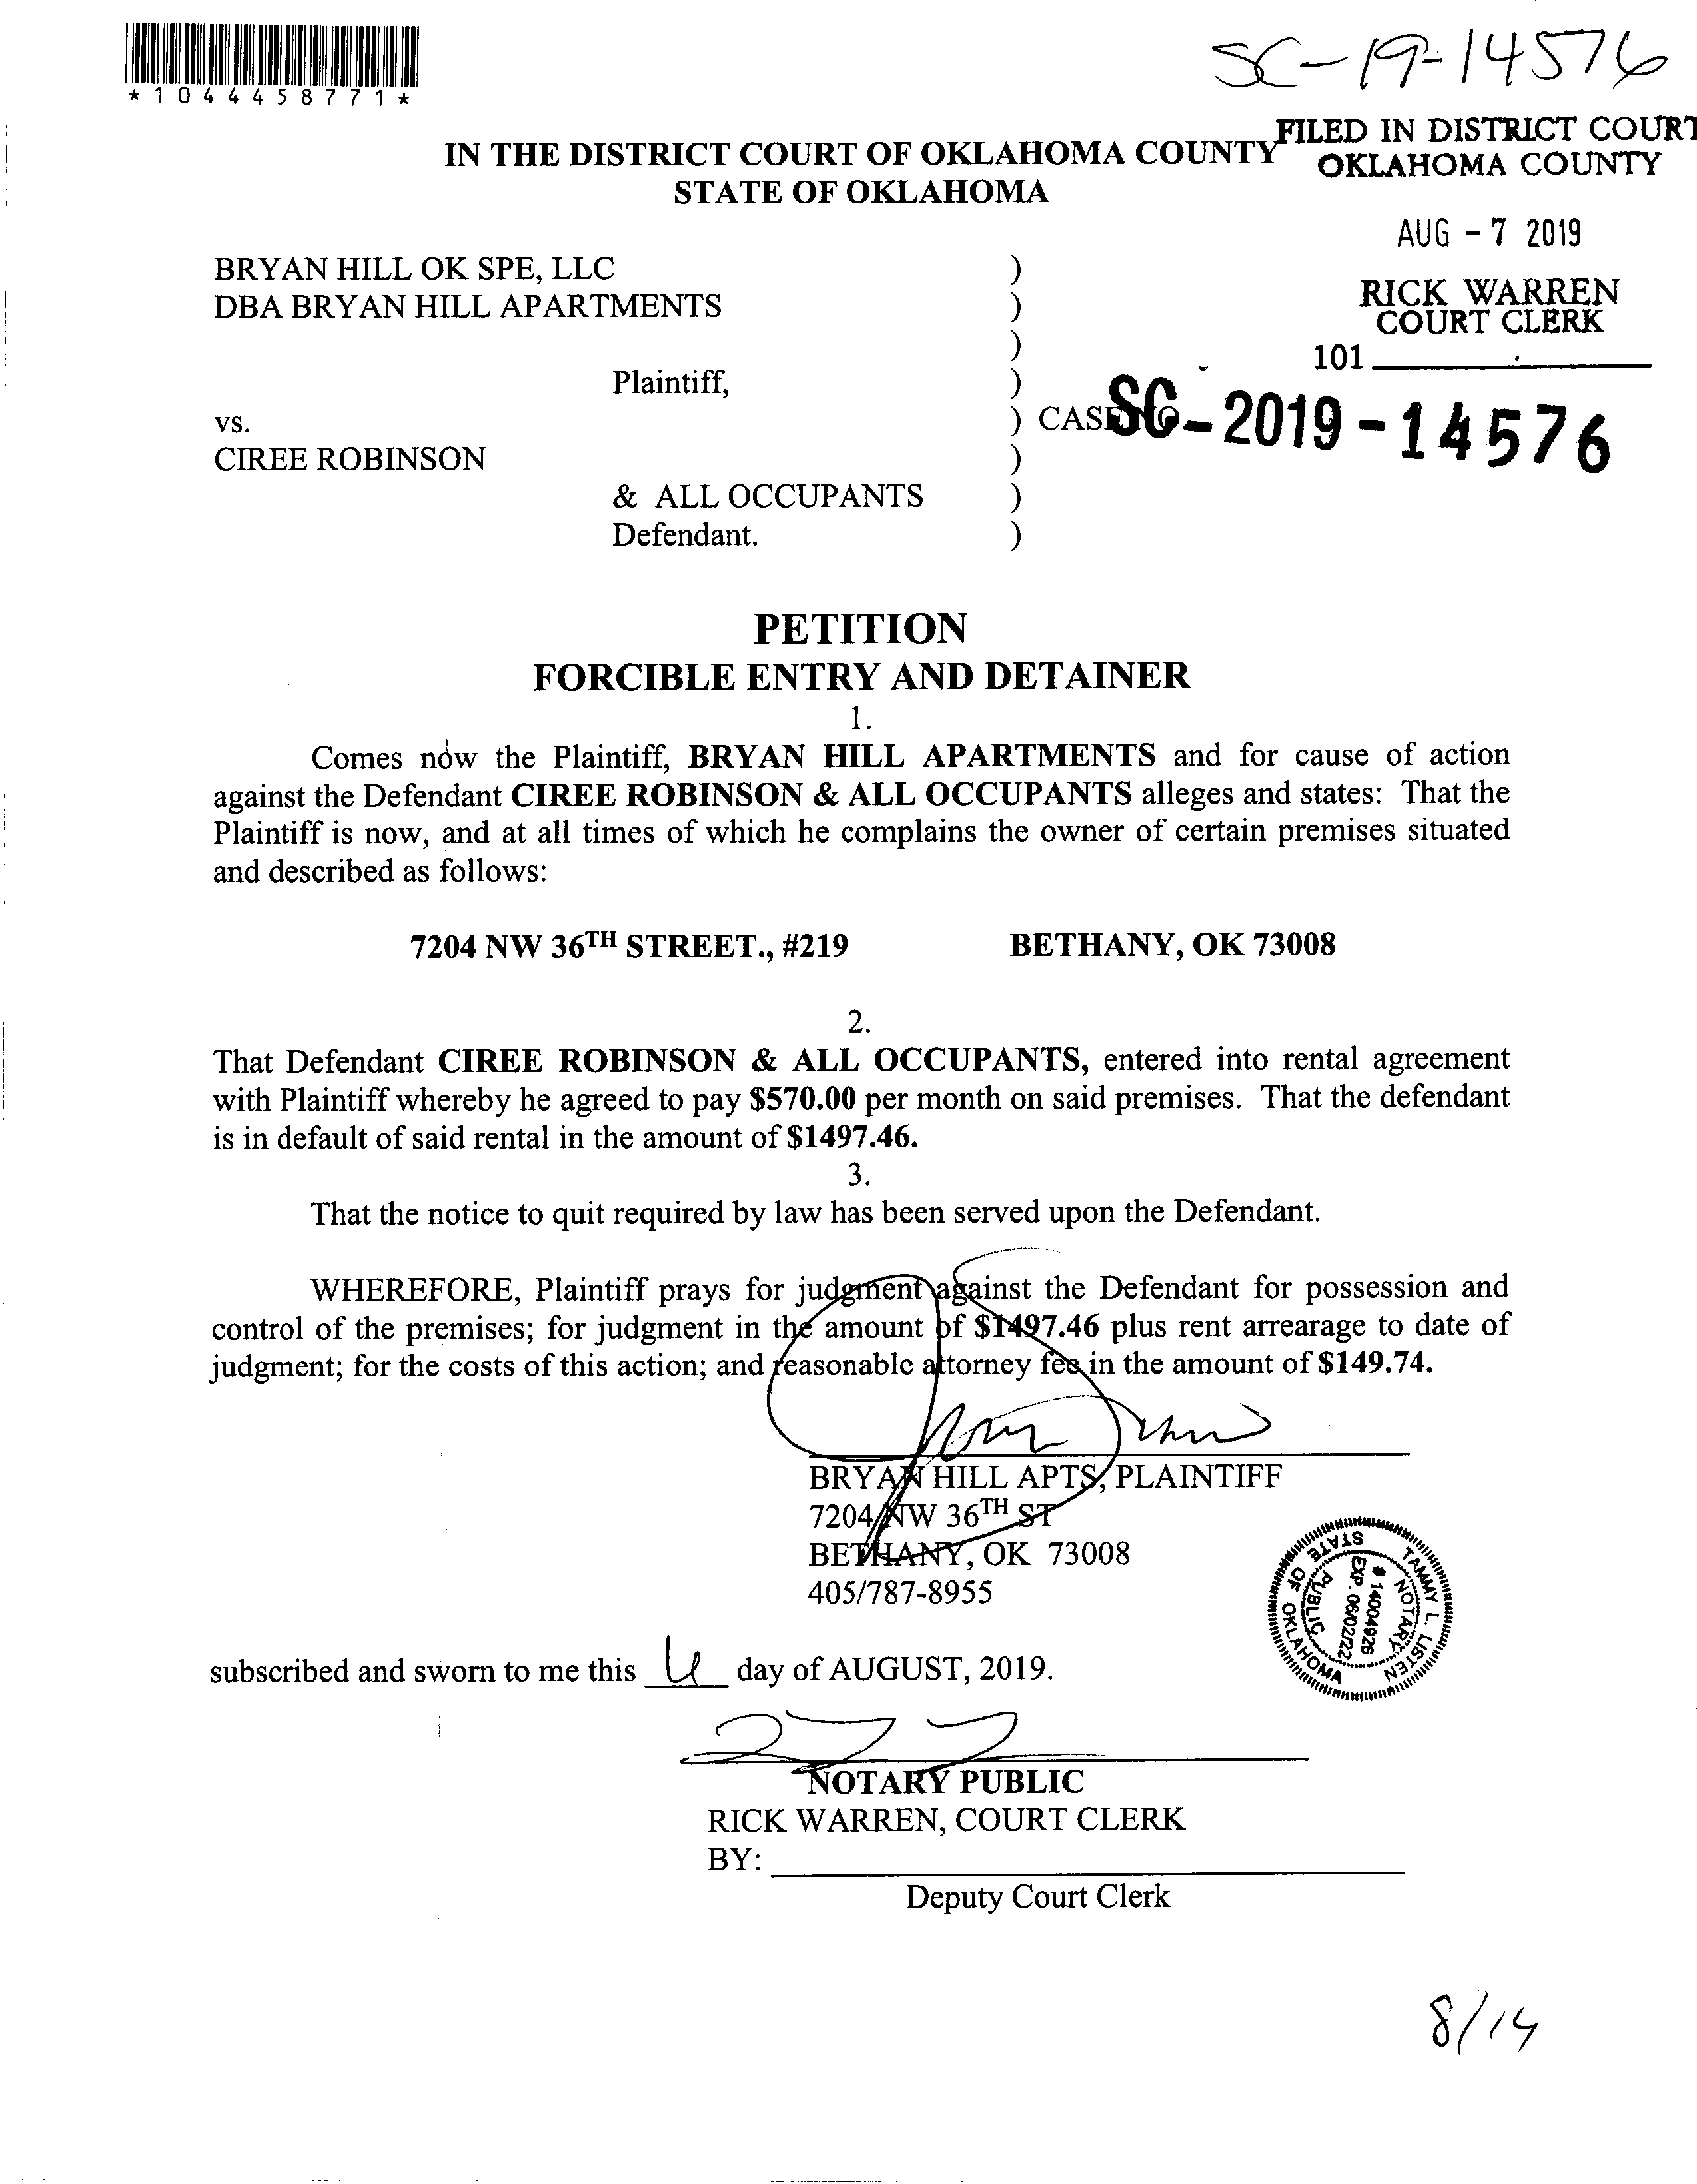 *1044458771*
SC-19-14576
FILED IN DISTRICT COURT
OKLAHOMA COUNTY
IN THE DISTRICT COURT OF OKLAHOMA COUNTY
STATE OF OKLAHOMA
AUG - 7 2019
RICK WARREN
COURT CLERK
101
BRYAN HILL OK SPE, LLC )
DBA BRYAN HILL APARTMENTS )
)
Plaintiff, )
vs. ) CASE NO SC-2019-14576
CIREE ROBINSON )
& ALL OCCUPANTS )
Defendant. )
PETITION
FORCIBLE ENTRY AND DETAINER
1.
Comes now the Plaintiff, BRYAN HILL APARTMENTS and for cause of action
against the Defendant CIREE ROBINSON & ALL OCCUPANTS alleges and states: That the
Plaintiff is now, and at all times of which he complains the owner of certain premises situated
and described as follows:
7204 NW 36TH STREET., #219 BETHANY, OK 73008
2.
That Defendant CIREE ROBINSON & ALL OCCUPANTS, entered into rental agreement
with Plaintiff whereby he agreed to pay $570.00 per month on said premises. That the defendant
is in default of said rental in the amount of $1497.46.
3.
That the notice to quit required by law has been served upon the Defendant.
WHEREFORE, Plaintiff prays for judgment against the Defendant for possession and
control of the premises; for judgment in the amount of $1497.46 plus rent arrearage to date of
judgment; for the costs of this action; and reasonable attorney fee in the amount of $149.74.
BRYAN HILL APTS, PLAINTIFF
7204 NW 36TH ST
BETHANY, OK 73008
405/787-8955
TAMMY L. LISTEN
NOTARY PUBLIC
STATE OF OKLAHOMA
# 14004926
EXP. 06/02/22
subscribed and sworn to me this day of AUGUST, 2019.
NOTARY PUBLIC
RICK WARREN, COURT CLERK
BY:
Deputy Court Clerk
8/14